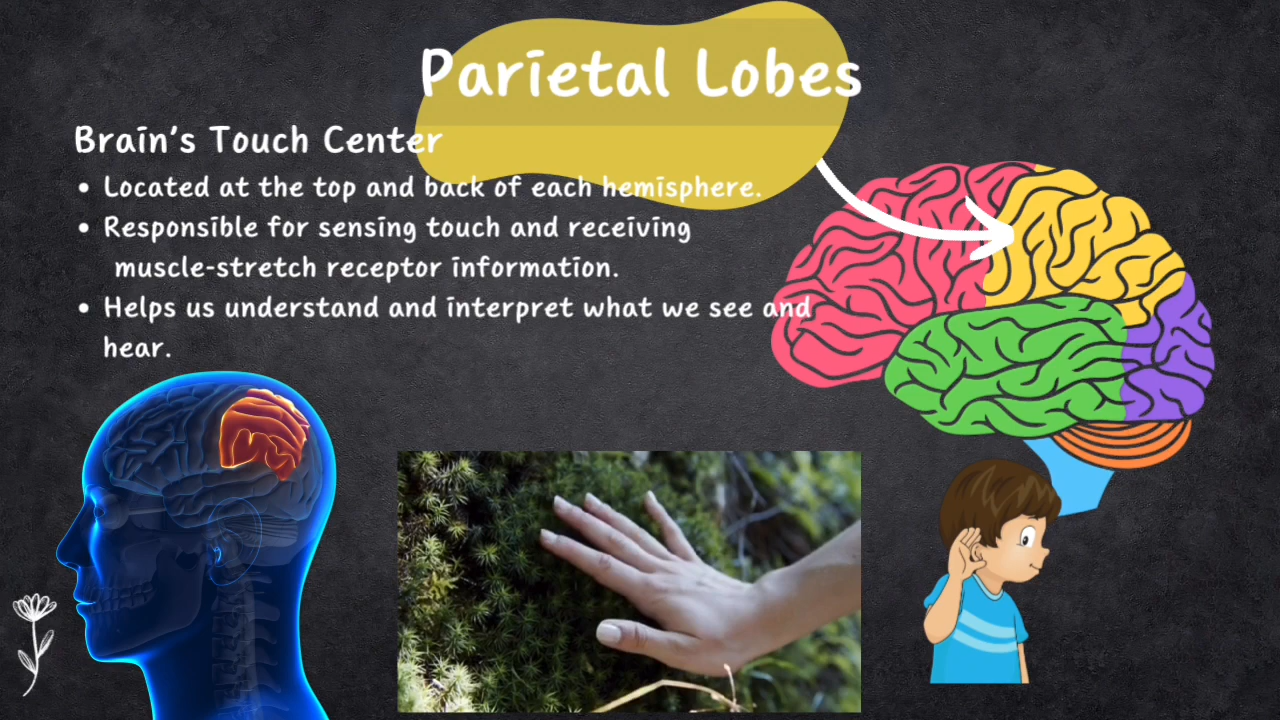 Parietal Lobes
Brain's Touch Center
• Located at the top and back of each hemisphere.
• Responsible for sensing touch and receiving
muscle-stretch receptor information.
• Helps us understand and interpret what we see and
hear.